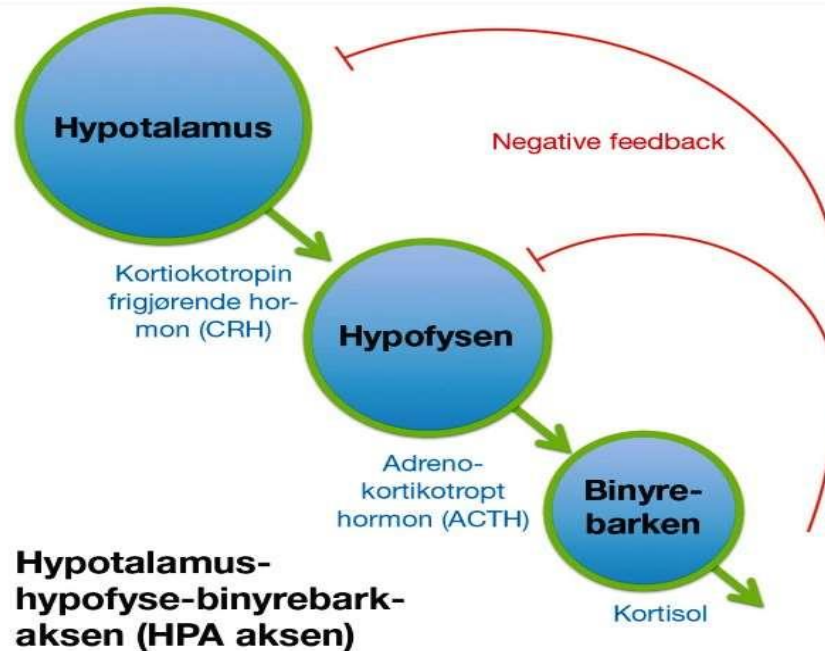 Hypotalamus
Negative feedback
Kortiokotropin
frigjørende hor-
mon (CRH)
Hypofysen
Adreno-
kortikotropt
hormon (ACTH)
Binyre-
barken
Kortisol
Hypotalamus-
hypofyse-binyrebark-
aksen (HPA aksen)